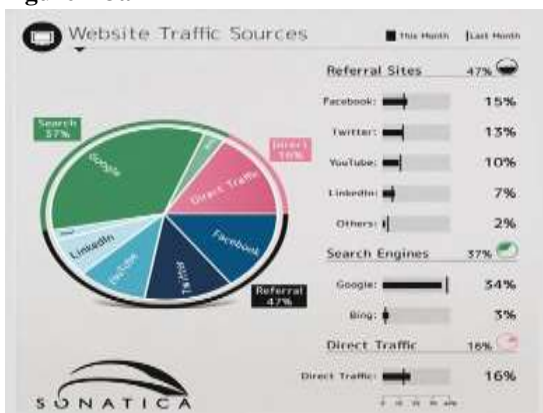 Website Traffic Sources
This Month
Last Month
Referral Sites 47%
Facebook: 15%
Twitter: 13%
YouTube: 10%
LinkedIn: 7%
Others: 2%
Search Engines 37%
Google: 34%
Bing: 3%
Direct Traffic 16%
Direct Traffic: 16%
Search
37%
Direct
16%
Referral
47%
Google
Direct Traffic
Facebook
Twitter
YouTube
LinkedIn
SONATICA